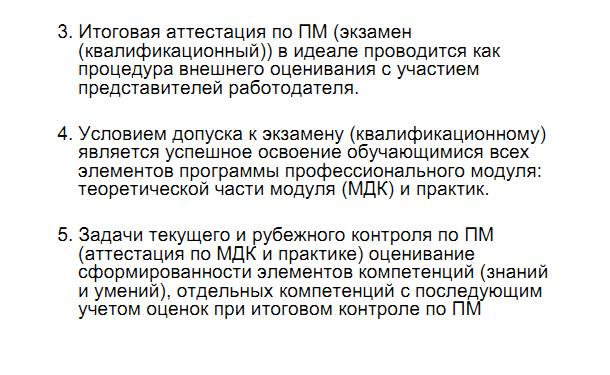 3. Итоговая аттестация по ПМ (экзамен
(квалификационный)) в идеале проводится как
процедура внешнего оценивания с участием
представителей работодателя.
4. Условием допуска к экзамену (квалификационному)
является успешное освоение обучающимися всех
элементов программы профессионального модуля:
теоретической части модуля (МДК) и практик.
5. Задачи текущего и рубежного контроля по ПМ
(аттестация по МДК и практике) оценивание
сформированности элементов компетенций (знаний
и умений), отдельных компетенций с последующим
учетом оценок при итоговом контроле по ПМ